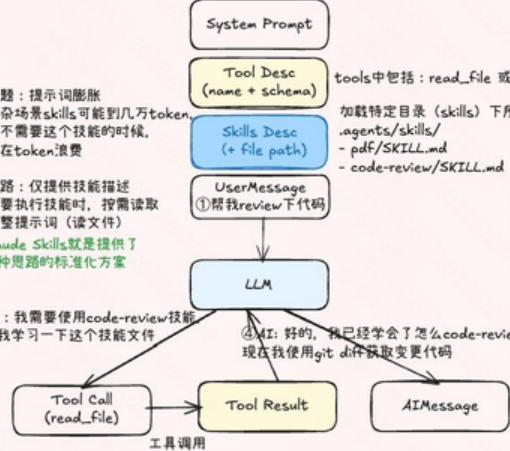 System Prompt
Tool Desc
(name + schema)
tools中包括：read_file 或
题：提示词膨胀
杂场景skills可能到几万token,
不需要这个技能的时候,
在token浪费
Skills Desc
(+ file path)
加载特定目录（skills）下
.agents/skills/
- pdf/SKILL.md
- code-review/SKILL.md
路：仅提供技能描述
要执行技能时，按需读取
整提示词（读文件）
ude Skills就是提供了
种思路的标准化方案
UserMessage
①帮我review下代码
LLM
：我需要使用code-review技能,
我学习一下这个技能文件
④AI: 好的，我已经学会了怎么code-revie
现在我使用git diff获取变更代码
Tool Call
(read_file)
Tool Result
AIMessage
工具调用